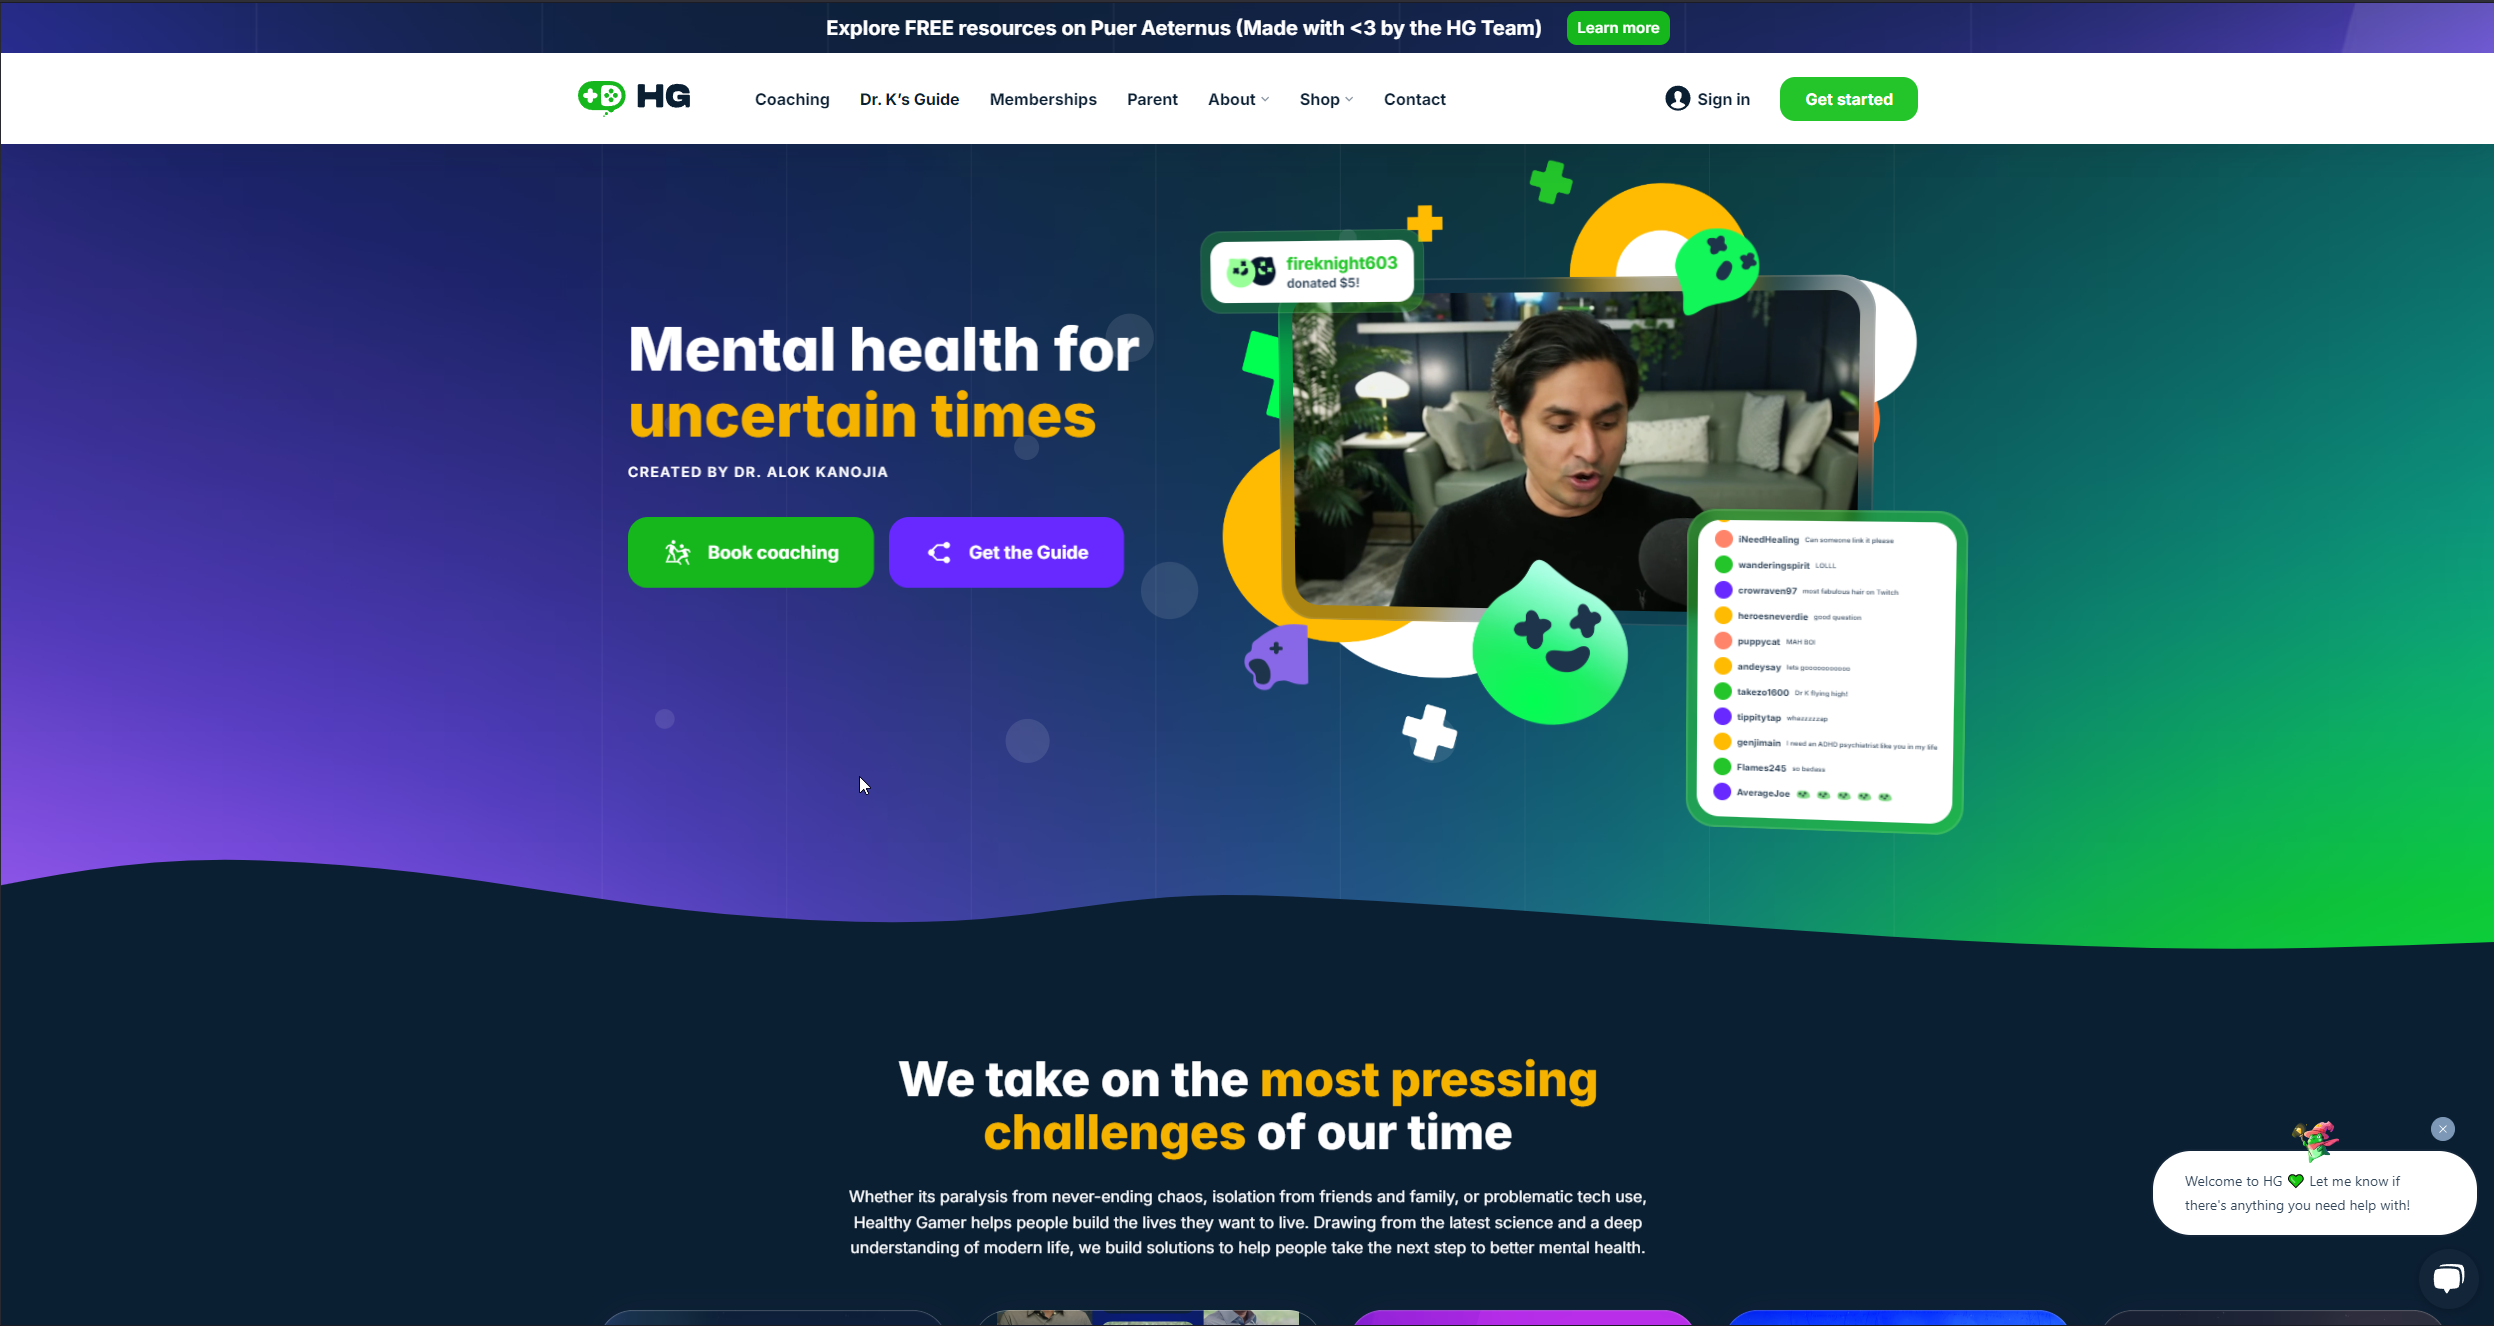 Explore FREE resources on Puer Aeternus (Made with <3 by the HG Team)
Learn more
HG
Coaching
Dr. K's Guide
Memberships
Parent
About
Shop
Contact
Sign in
Get started
fireknight603
donated $5!
Mental health for
uncertain times
CREATED BY DR. ALOK KANOJIA
Book coaching
Get the Guide
iNeedHealing Can someone link it please
wanderingspirit LOLLL
crowraven97 most fabulous hair on Twitch
heroesneverdie good question
puppycat MAH BOI
andeysay lets gooooooooooo
takezo1600 Dr K flying high!
tippitytap whazzzzzap
genjimain I need an ADHD psychiatrist like you in my life
Flames245 so badass
AverageJoe
We take on the most pressing
challenges of our time
Whether its paralysis from never-ending chaos, isolation from friends and family, or problematic tech use,
Healthy Gamer helps people build the lives they want to live. Drawing from the latest science and a deep
understanding of modern life, we build solutions to help people take the next step to better mental health.
Welcome to HG 💚 Let me know if
there's anything you need help with!